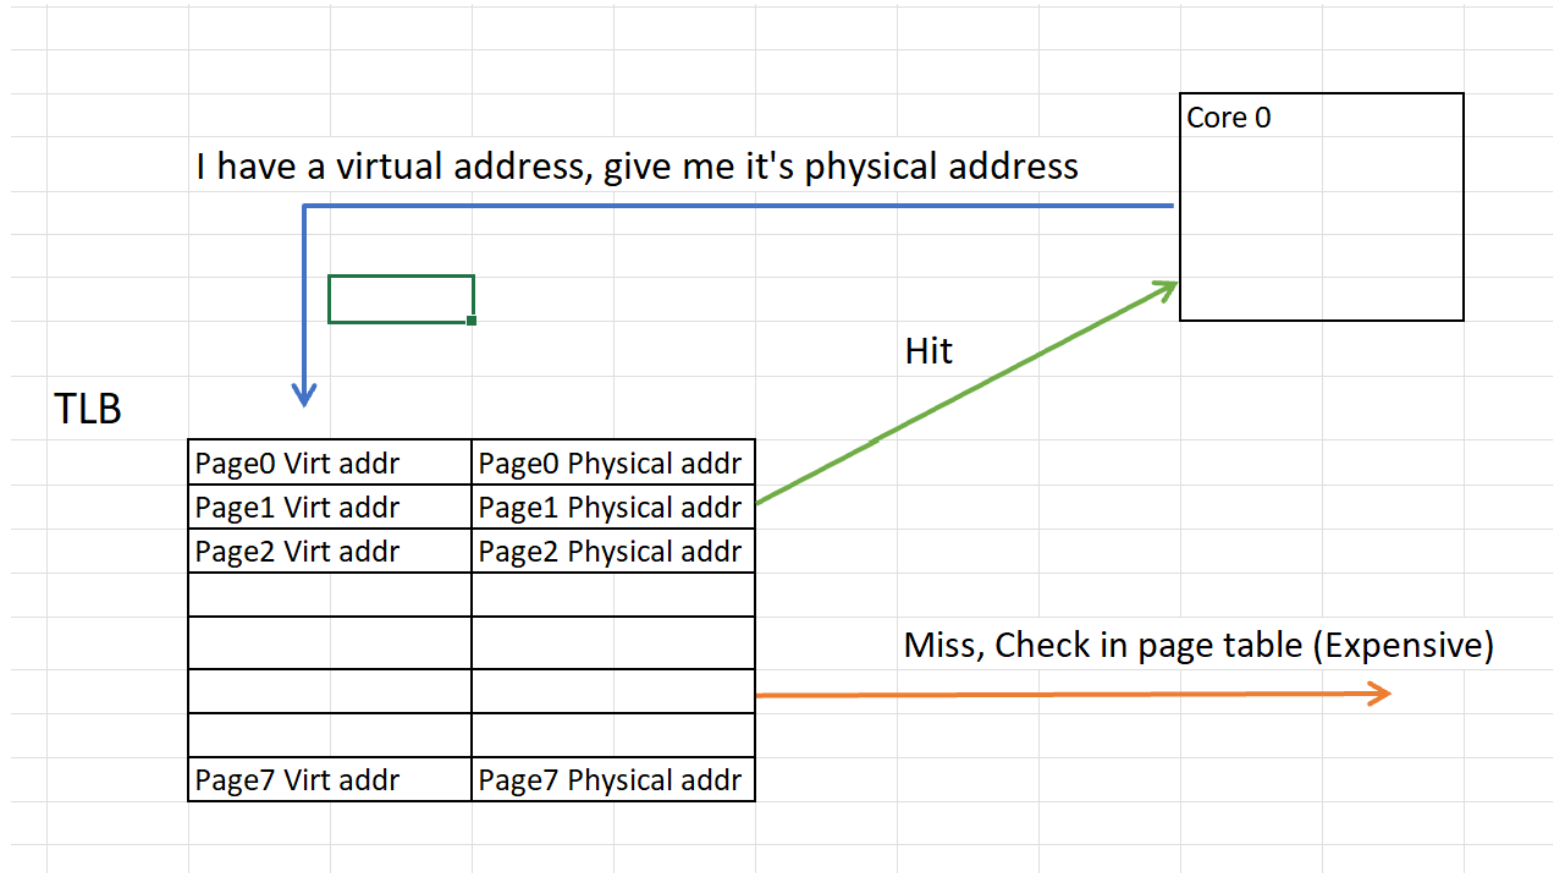 Core 0
I have a virtual address, give me it's physical address
Hit
TLB
Page0 Virt addr Page0 Physical addr
Page1 Virt addr Page1 Physical addr
Page2 Virt addr Page2 Physical addr
Miss, Check in page table (Expensive)
Page7 Virt addr Page7 Physical addr